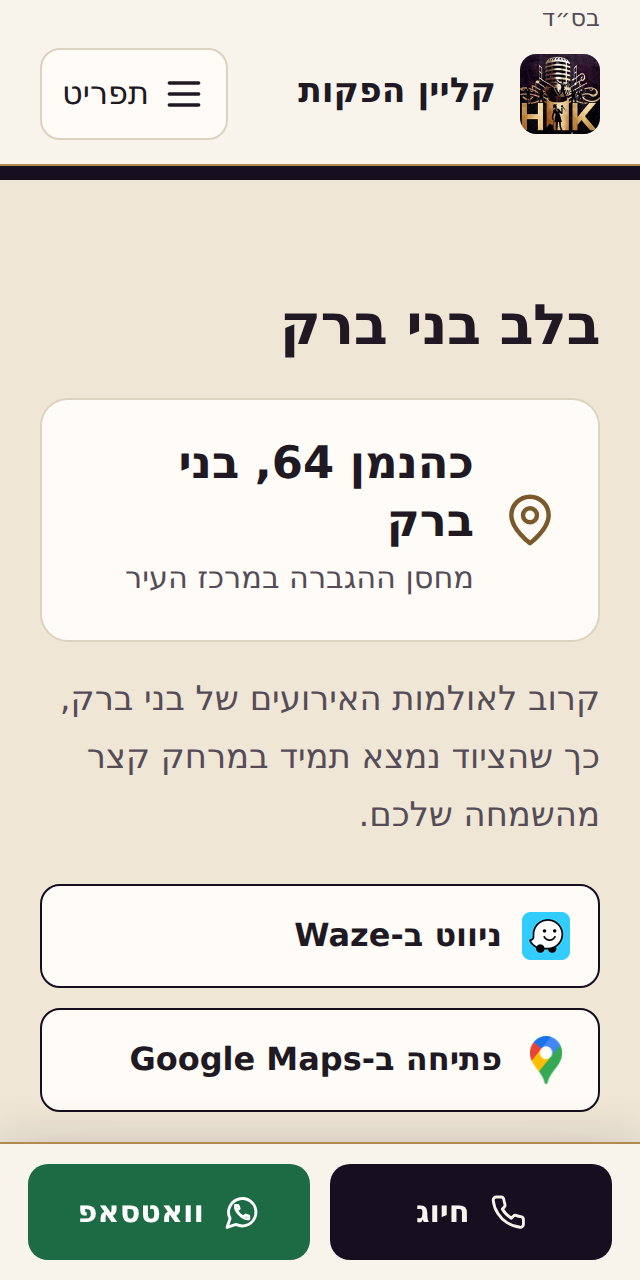 בס״ד
קליין הפקות
תפריט
HK
בלב בני ברק
כהנמן 64, בני
ברק
מחסן ההגברה במרכז העיר
קרוב לאולמות האירועים של בני ברק,
כך שהציוד נמצא תמיד במרחק קצר
מהשמחה שלכם.
ניווט ב-Waze
פתיחה ב-Google Maps
חיוג
וואטסאפ